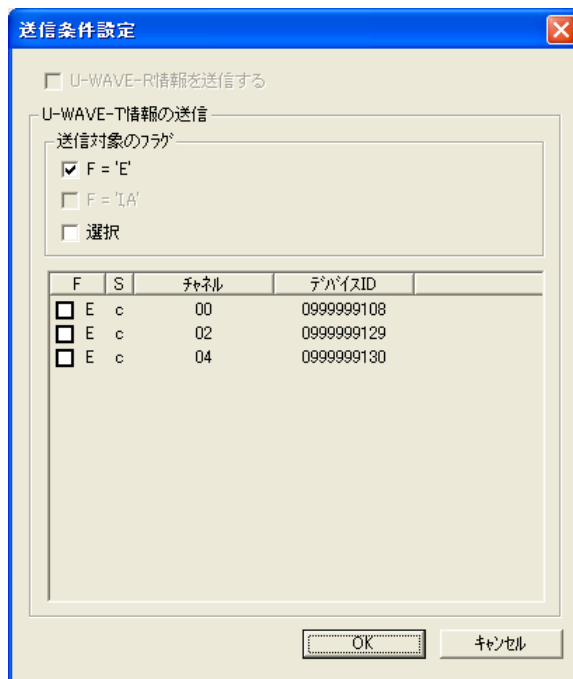 送信条件設定
U-WAVE-R情報を送信する
U-WAVE-T情報の送信
送信対象のﾌﾗｸﾞ
F = 'E'
F = 'I,A'
選択
F S ﾁｬﾈﾙ ﾃﾞﾊﾞｲｽID
E c 00 0999999108
E c 02 0999999129
E c 04 0999999130
OK ｷｬﾝｾﾙ